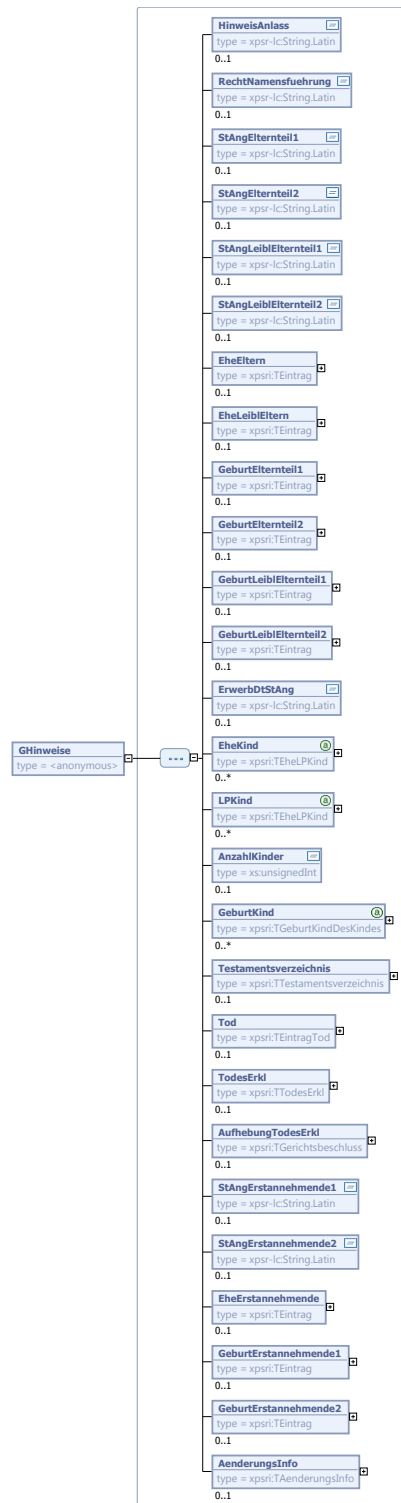 HinweisAnlass
type = xpsr-lc:String.Latin
0..1
RechtNamensfuehrung
type = xpsr-lc:String.Latin
0..1
StAngElternteil1
type = xpsr-lc:String.Latin
0..1
StAngElternteil2
type = xpsr-lc:String.Latin
0..1
StAngLeiblElternteil1
type = xpsr-lc:String.Latin
0..1
StAngLeiblElternteil2
type = xpsr-lc:String.Latin
0..1
EheEltern
type = xpsri:TEintrag
0..1
EheLeiblEltern
type = xpsri:TEintrag
0..1
GeburtElternteil1
type = xpsri:TEintrag
0..1
GeburtElternteil2
type = xpsri:TEintrag
0..1
GeburtLeiblElternteil1
type = xpsri:TEintrag
0..1
GeburtLeiblElternteil2
type = xpsri:TEintrag
0..1
ErwerbDtStAng
type = xpsr-lc:String.Latin
0..1
GHinweise
type = <anonymous>
EheKind a
type = xpsri:TEheLPKind
0..*
LPKind a
type = xpsri:TEheLPKind
0..*
AnzahlKinder
type = xs:unsignedInt
0..1
GeburtKind a
type = xpsri:TGeburtKindDesKindes
0..*
Testamentsverzeichnis
type = xpsri:TTestamentsverzeichnis
0..1
Tod
type = xpsri:TEintragTod
0..1
TodesErkl
type = xpsri:TTodesErkl
0..1
AufhebungTodesErkl
type = xpsri:TGerichtsbeschluss
0..1
StAngErstannehmende1
type = xpsr-lc:String.Latin
0..1
StAngErstannehmende2
type = xpsr-lc:String.Latin
0..1
EheErstannehmende
type = xpsri:TEintrag
0..1
GeburtErstannehmende1
type = xpsri:TEintrag
0..1
GeburtErstannehmende2
type = xpsri:TEintrag
0..1
AenderungsInfo
type = xpsri:TAenderungsInfo
0..1